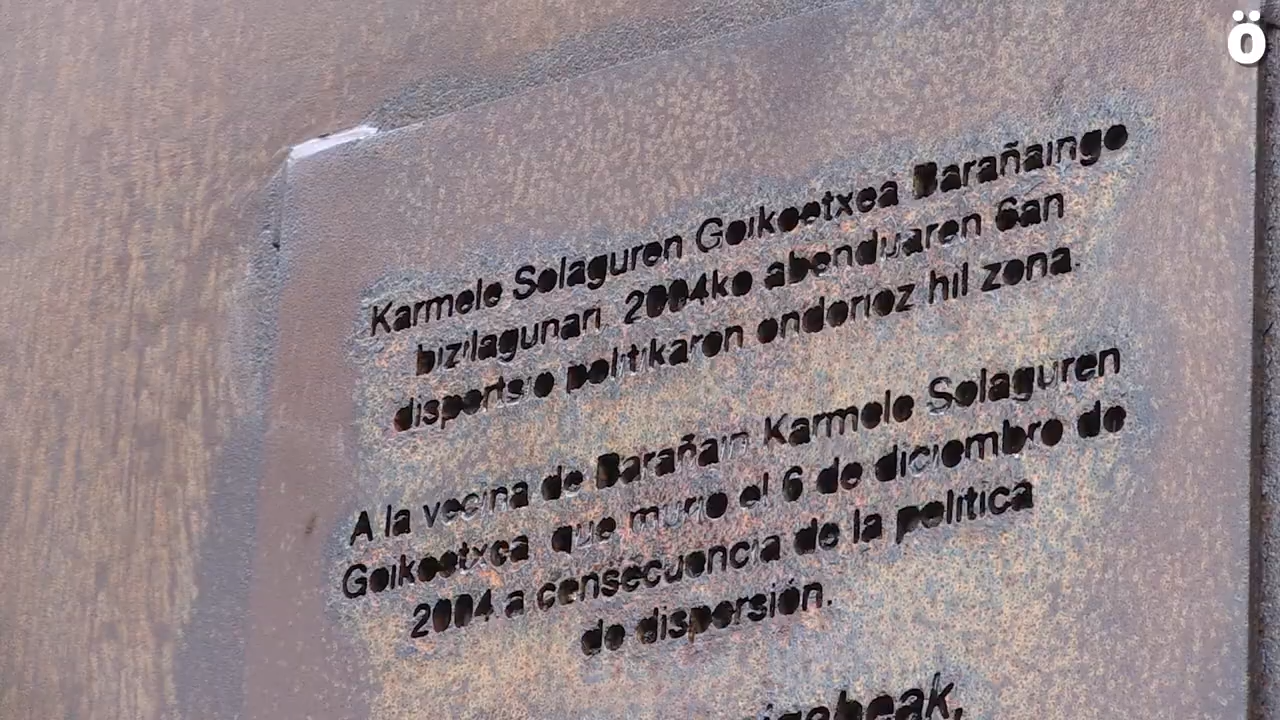 ö
Karmele Solaguren Goikoetxea Barañaingo
bizilagunari, 2004ko abenduaren 6an
dispertsio politikaren ondorioz hil zena.
A la vecina de Barañain Karmele Solaguren
Goikoetxea que murio el 6 de diciembre de
2004 a consecuencia de la política
de dispersión.